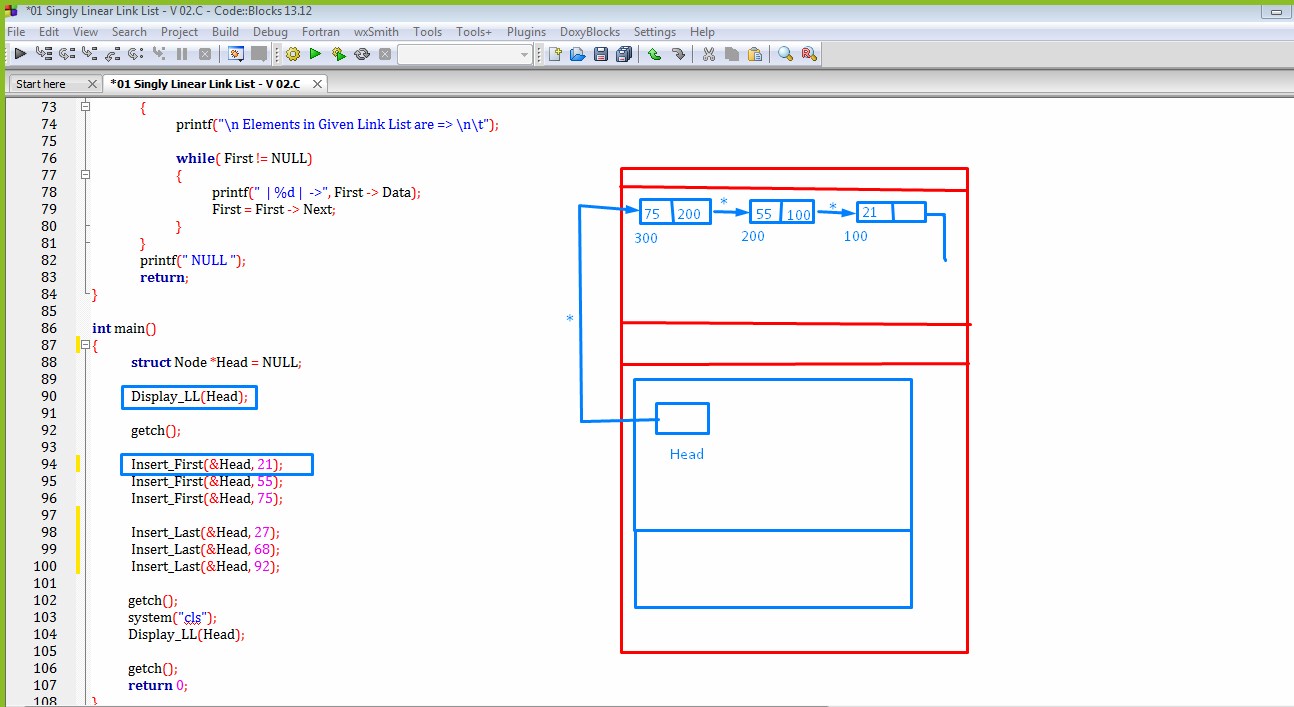 *01 Singly Linear Link List - V 02.C - Code::Blocks 13.12
File Edit View Search Project Build Debug Fortran wxSmith Tools Tools+ Plugins DoxyBlocks Settings Help
Start here *01 Singly Linear Link List - V 02.C
73 {
74 printf("\n Elements in Given Link List are => \n\t");
75
76 while( First != NULL)
77 {
78 printf(" | %d | ->", First -> Data);
79 First = First -> Next;
80 }
81 }
82 printf(" NULL ");
83 return;
84 }
85
86 int main()
87 {
88 struct Node *Head = NULL;
89
90 Display_LL(Head);
91
92 getch();
93
94 Insert_First(&Head, 21);
95 Insert_First(&Head, 55);
96 Insert_First(&Head, 75);
97
98 Insert_Last(&Head, 27);
99 Insert_Last(&Head, 68);
100 Insert_Last(&Head, 92);
101
102 getch();
103 system("cls");
104 Display_LL(Head);
105
106 getch();
107 return 0;
108 }
* *
75 200 55 100 21
300 200 100
*
Head